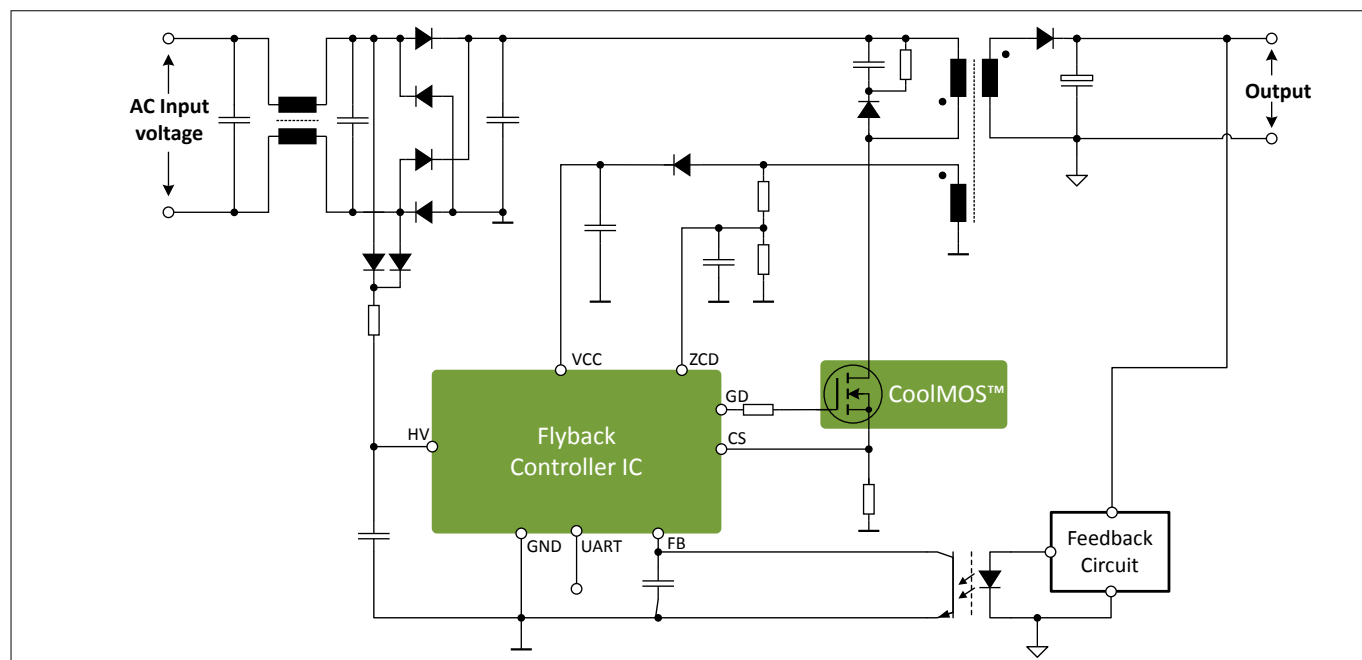 AC Input
voltage
Output
VCC
ZCD
GD
CoolMOS™
HV
Flyback
Controller IC
CS
GND
UART
FB
Feedback
Circuit